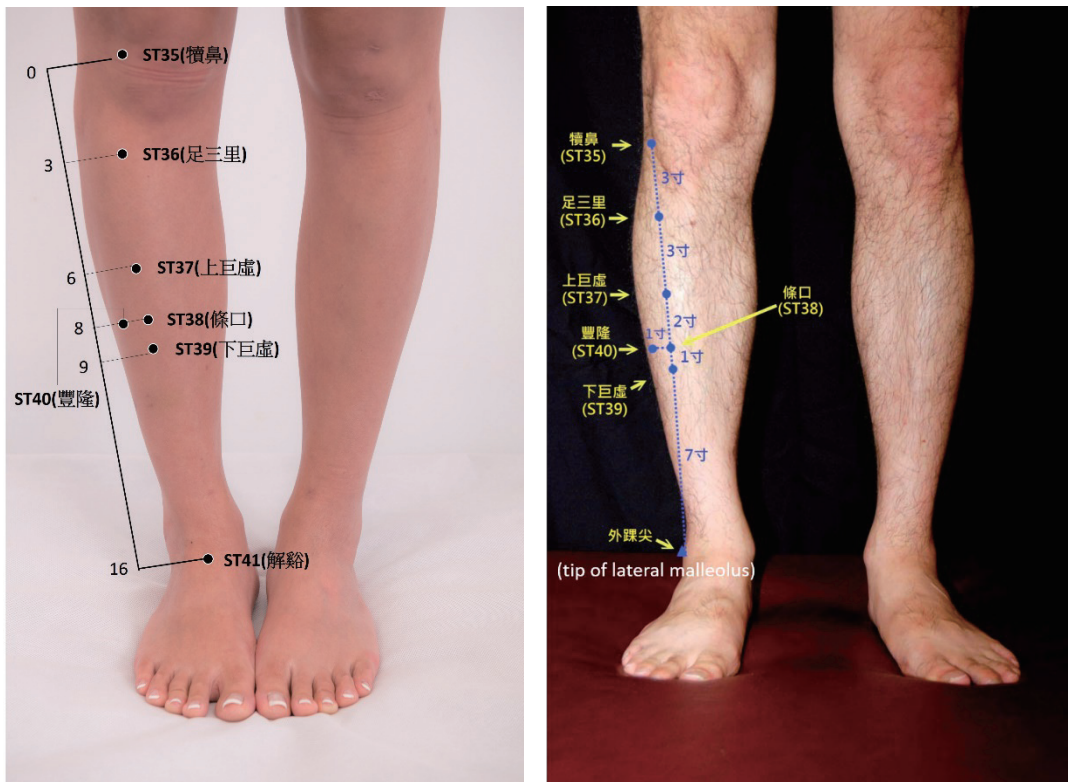 0
ST35(犢鼻)
3
ST36(足三里)
6
ST37(上巨虛)
8
ST38(條口)
9
ST39(下巨虛)
ST40(豐隆)
16
ST41(解谿)
犢鼻
(ST35)
3寸
足三里
(ST36)
3寸
上巨虛
(ST37)
條口
(ST38)
2寸
1寸
豐隆
(ST40)
1寸
下巨虛
(ST39)
7寸
外踝尖
(tip of lateral malleolus)